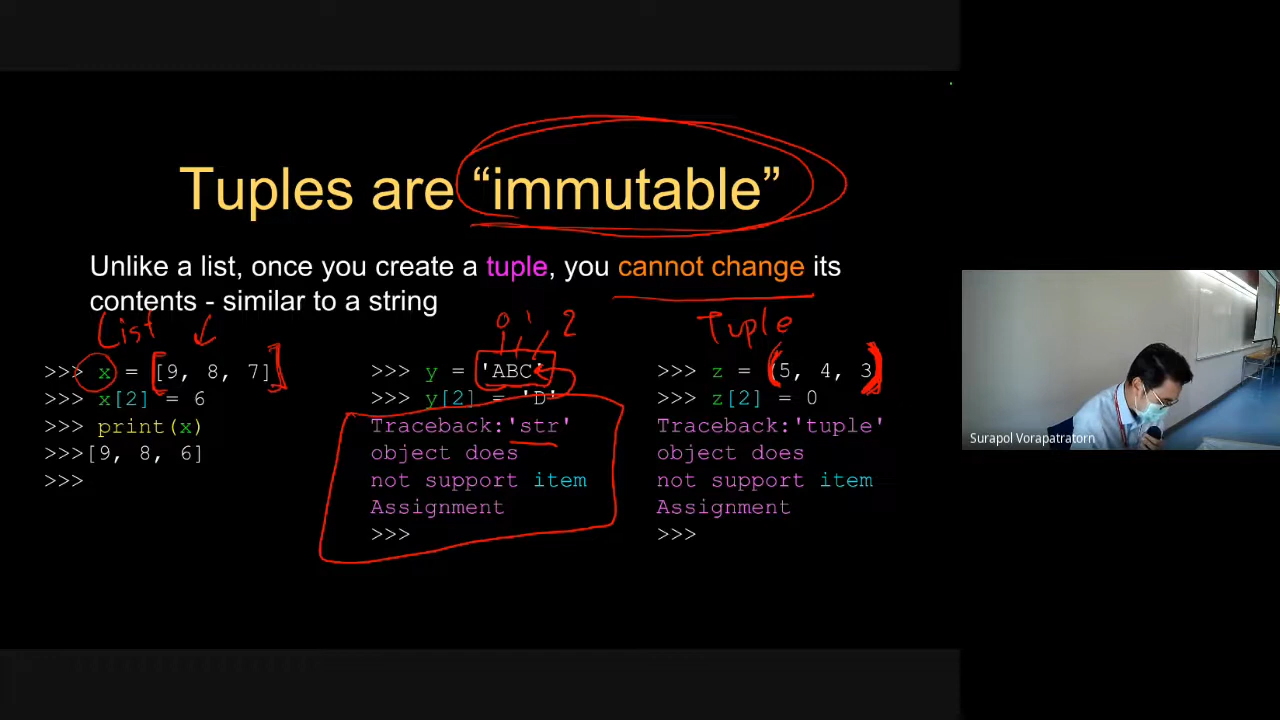 Tuples are “immutable”
Unlike a list, once you create a tuple, you cannot change its
contents - similar to a string
List
>>> x = [9, 8, 7]
>>> x[2] = 6
>>> print(x)
>>>[9, 8, 6]
>>>
0 1 2
>>> y = 'ABC'
>>> y[2] = 'D'
Traceback:'str'
object does
not support item
Assignment
>>>
Tuple
>>> z = (5, 4, 3)
>>> z[2] = 0
Traceback:'tuple'
object does
not support item
Assignment
>>>
Surapol Vorapatratorn